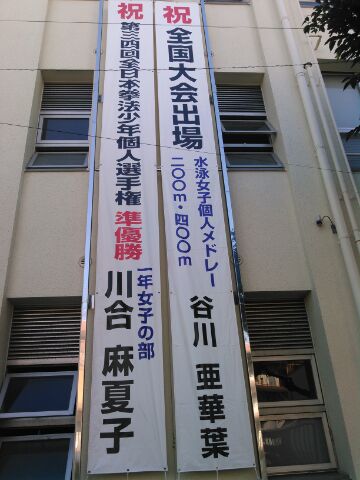 祝 全国大会出場
水泳女子個人メドレー
二〇〇m・四〇〇m
谷川 亜華葉
祝 第三四回全日本拳法少年個人選手権 準優勝
一年女子の部
川合 麻夏子